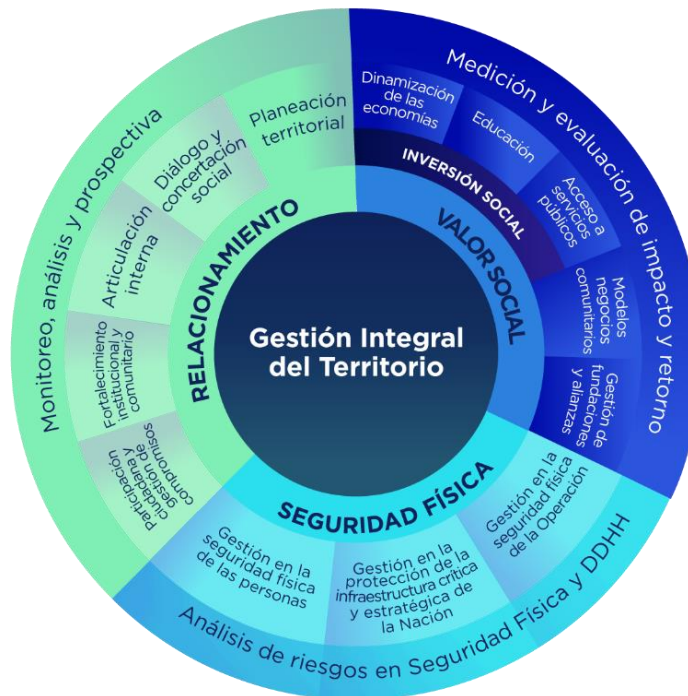 Gestión Integral
del Territorio
RELACIONAMIENTO
Monitoreo, análisis y prospectiva
Planeación
territorial
Diálogo y
concertación
social
Articulación
interna
Fortalecimiento
institucional y
comunitario
Participación
ciudadana y
gestión de
compromisos
VALOR SOCIAL
INVERSIÓN SOCIAL
Medición y evaluación de impacto y retorno
Dinamización
de las
economías
Educación
Acceso a
servicios
públicos
Modelos
negocios
comunitarios
Gestión de
fundaciones
y alianzas
SEGURIDAD FÍSICA
Gestión en la
seguridad física
de la Operación
Gestión en la
protección de la
infraestructura crítica
y estratégica de
la Nación
Gestión en la
seguridad física
de las personas
Análisis de riesgos en Seguridad Física y DDHH